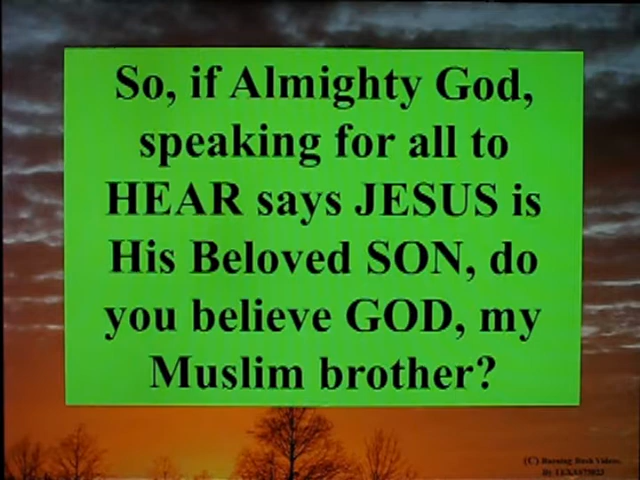 So, if Almighty God,
speaking for all to
HEAR says JESUS is
His Beloved SON, do
you believe GOD, my
Muslim brother?
(C) Burning Bush Videos